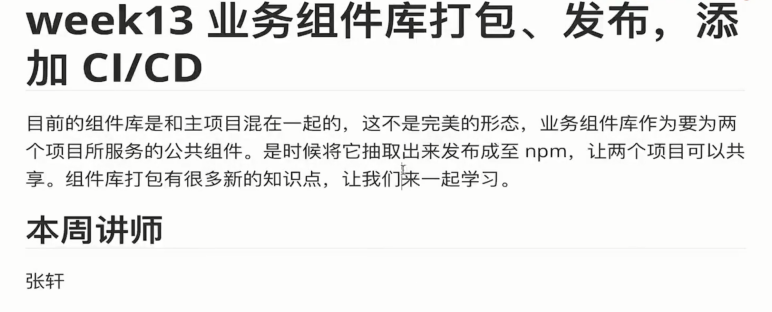 week13 业务组件库打包、发布，添
加 CI/CD
目前的组件库是和主项目混在一起的，这不是完美的形态，业务组件库作为要为两
个项目所服务的公共组件。是时候将它抽取出来发布成至 npm，让两个项目可以共
享。组件库打包有很多新的知识点，让我们来一起学习。
本周讲师
张轩